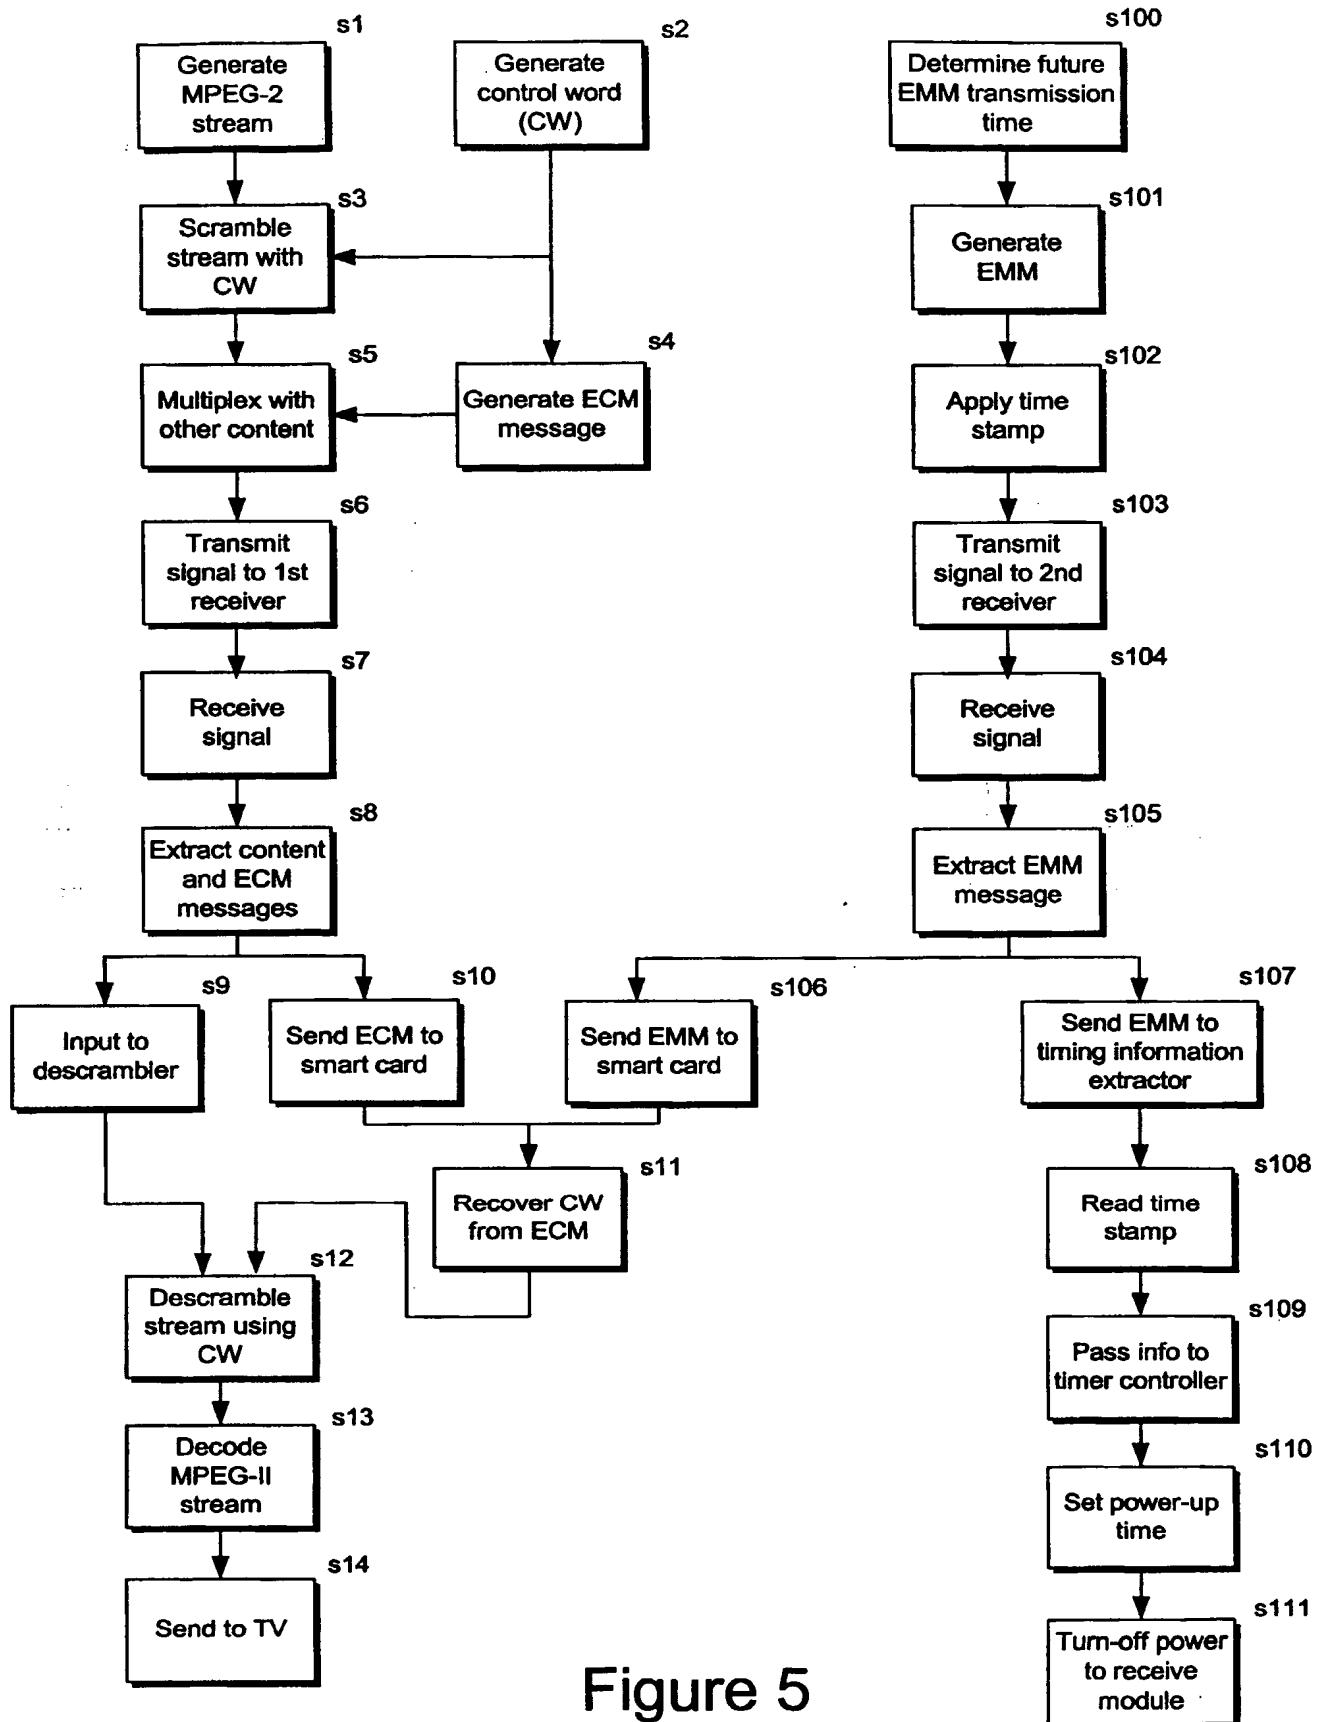 s1
Generate
MPEG-2
stream
s2
Generate
control word
(CW)
s3
Scramble
stream with
CW
s4
Generate ECM
message
s5
Multiplex with
other content
s6
Transmit
signal to 1st
receiver
s7
Receive
signal
s8
Extract content
and ECM
messages
s9
Input to
descrambler
s10
Send ECM to
smart card
s11
Recover CW
from ECM
s12
Descramble
stream using
CW
s13
Decode
MPEG-II
stream
s14
Send to TV
s100
Determine future
EMM transmission
time
s101
Generate
EMM
s102
Apply time
stamp
s103
Transmit
signal to 2nd
receiver
s104
Receive
signal
s105
Extract EMM
message
s106
Send EMM to
smart card
s107
Send EMM to
timing information
extractor
s108
Read time
stamp
s109
Pass info to
timer controller
s110
Set power-up
time
s111
Turn-off power
to receive
module
Figure 5